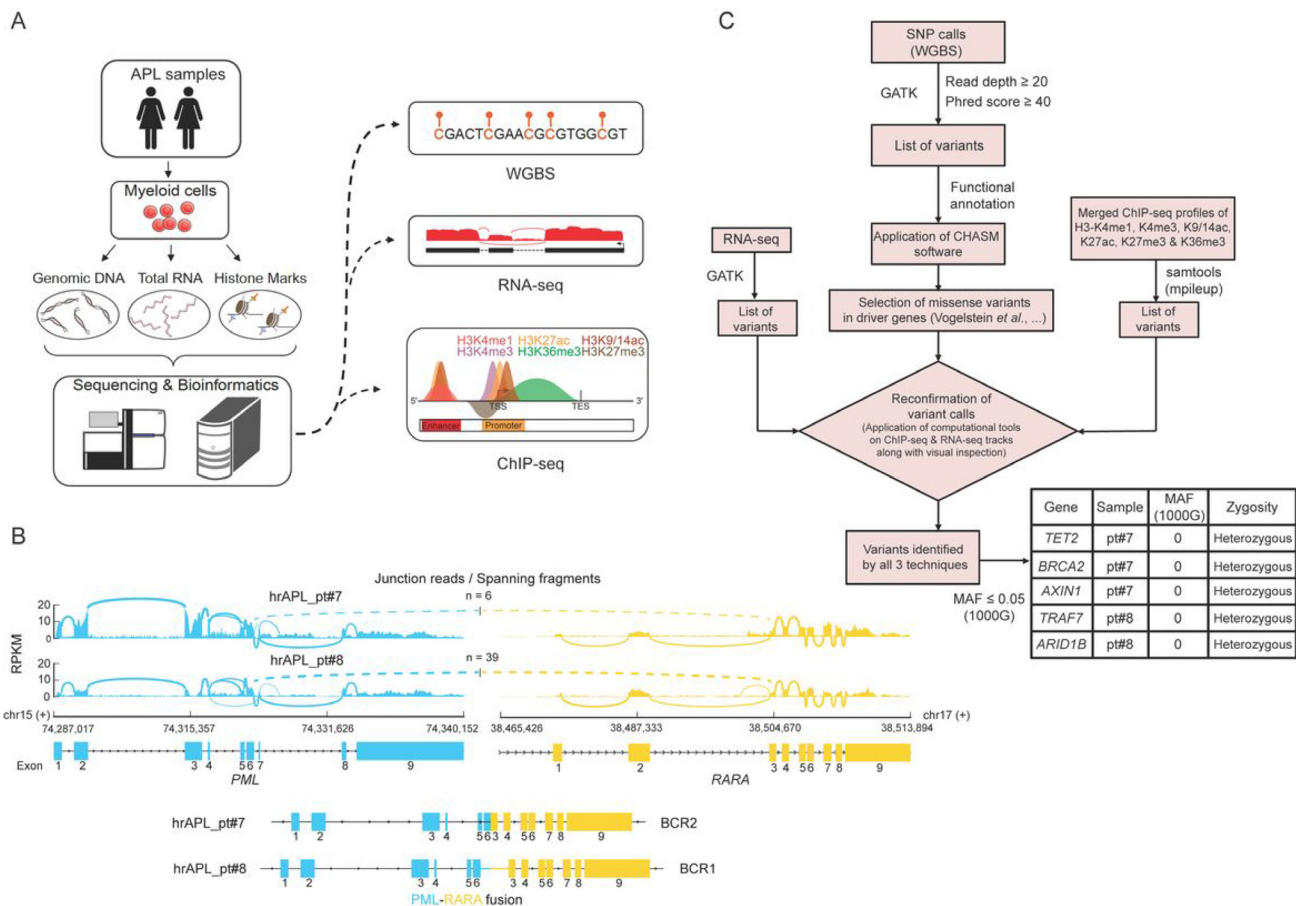 A
APL samples
Myeloid cells
Genomic DNA
Total RNA
Histone Marks
Sequencing & Bioinformatics
CGACTCGAACGCGTGGCGT
WGBS
RNA-seq
H3K4me1
H3K27ac
H3K9/14ac
H3K4me3
H3K36me3
H3K27me3
5'
TSS
TES
3'
Enhancer
Promoter
ChIP-seq
B
Junction reads / Spanning fragments
hrAPL_pt#7
n = 6
20
10
0
RPKM
hrAPL_pt#8
n = 39
20
10
0
chr15 (+)
chr17 (+)
74,287,017
74,315,357
74,331,626
74,340,152
38,465,426
38,487,333
38,504,670
38,513,894
Exon
1 2 3 4 5 6 7 8 9
PML
1 2 3 4 5 6 7 8 9
RARA
hrAPL_pt#7
BCR2
1 2 3 4 5 6 3 4 5 6 7 8 9
hrAPL_pt#8
BCR1
1 2 3 4 5 6 3 4 5 6 7 8 9
PML-RARA fusion
C
SNP calls
(WGBS)
GATK
Read depth ≥ 20
Phred score ≥ 40
List of variants
Functional
annotation
Application of CHASM
software
Selection of missense variants
in driver genes (Vogelstein et al., ...)
RNA-seq
GATK
List of
variants
Merged ChIP-seq profiles of
H3-K4me1, K4me3, K9/14ac,
K27ac, K27me3 & K36me3
samtools
(mpileup)
List of
variants
Reconfirmation of
variant calls
(Application of computational tools
on ChIP-seq & RNA-seq tracks
along with visual inspection)
Variants identified
by all 3 techniques
MAF ≤ 0.05
(1000G)
Gene Sample MAF (1000G) Zygosity
TET2 pt#7 0 Heterozygous
BRCA2 pt#7 0 Heterozygous
AXIN1 pt#7 0 Heterozygous
TRAF7 pt#8 0 Heterozygous
ARID1B pt#8 0 Heterozygous